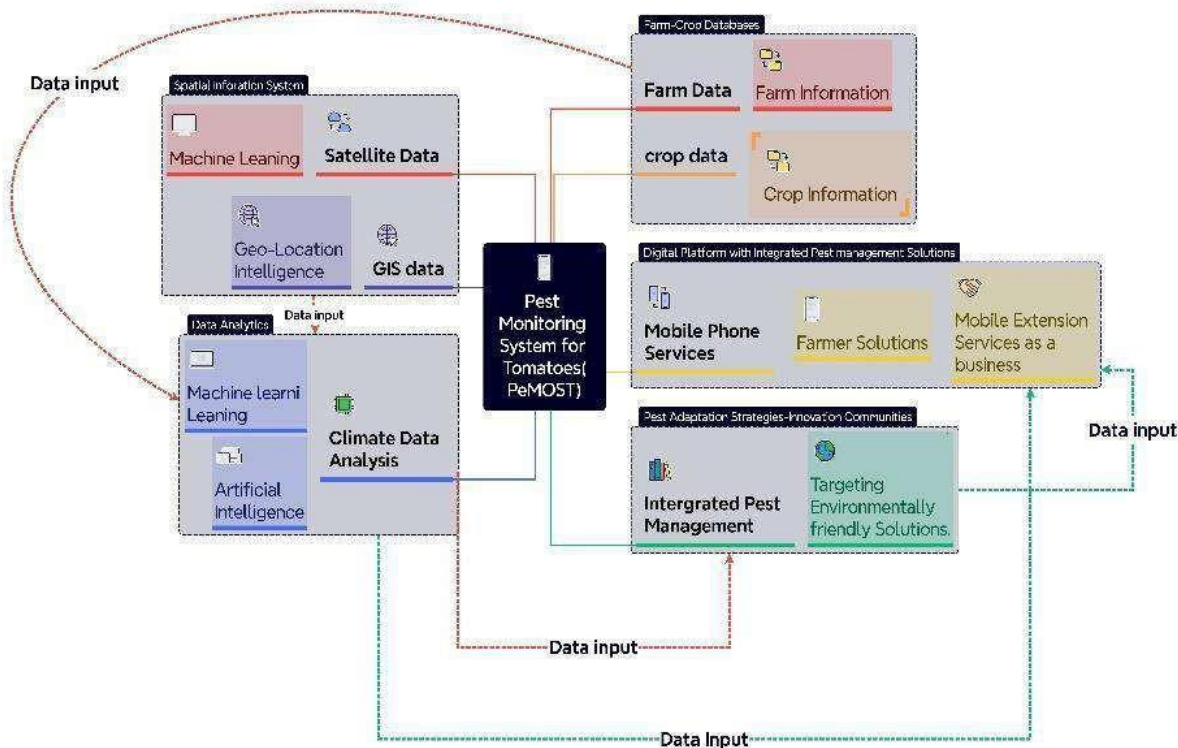 Farm-Crop Databases
Data input
Farm Data
Farm Information
crop data
Crop Information
Spatial Inforation System
Machine Leaning
Satellite Data
Geo-Location
Intelligence
GIS data
Data input
Pest
Monitoring
System for
Tomatoes(
PeMOST)
Digital Platform with Integrated Pest management Solutions
Mobile Phone
Services
Farmer Solutions
Mobile Extension
Services as a
business
Data Analytics
Machine learni
Leaning
Climate Data
Analysis
Artificial
Intelligence
Pest Adaptation Strategies-Innovation Communities
Intergrated Pest
Management
Targeting
Environmentally
friendly Solutions.
Data input
Data input
Data Input